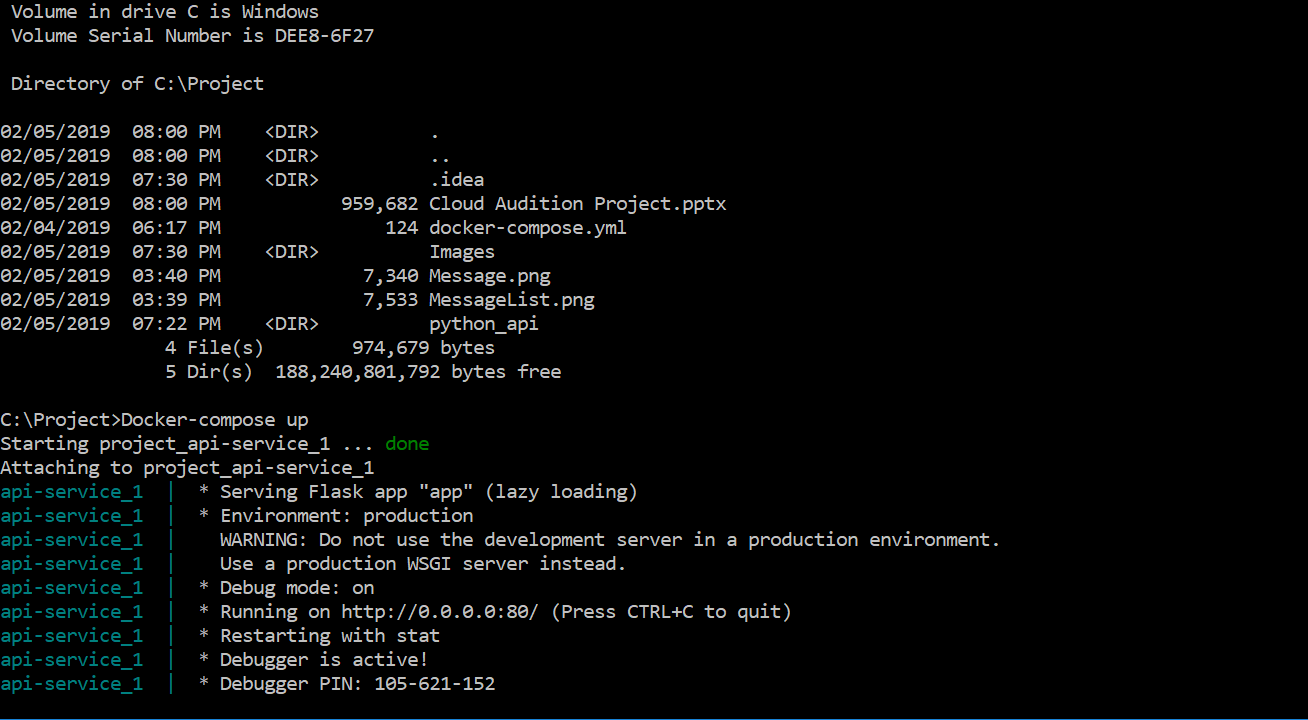 Volume in drive C is Windows
Volume Serial Number is DEE8-6F27
Directory of C:\Project
02/05/2019  08:00 PM    <DIR>          .
02/05/2019  08:00 PM    <DIR>          ..
02/05/2019  07:30 PM    <DIR>          .idea
02/05/2019  08:00 PM           959,682 Cloud Audition Project.pptx
02/04/2019  06:17 PM               124 docker-compose.yml
02/05/2019  07:30 PM    <DIR>          Images
02/05/2019  03:40 PM             7,340 Message.png
02/05/2019  03:39 PM             7,533 MessageList.png
02/05/2019  07:22 PM    <DIR>          python_api
               4 File(s)        974,679 bytes
               5 Dir(s)  188,240,801,792 bytes free
C:\Project>Docker-compose up
Starting project_api-service_1 ... done
Attaching to project_api-service_1
api-service_1  |  * Serving Flask app "app" (lazy loading)
api-service_1  |  * Environment: production
api-service_1  |    WARNING: Do not use the development server in a production environment.
api-service_1  |    Use a production WSGI server instead.
api-service_1  |  * Debug mode: on
api-service_1  |  * Running on http://0.0.0.0:80/ (Press CTRL+C to quit)
api-service_1  |  * Restarting with stat
api-service_1  |  * Debugger is active!
api-service_1  |  * Debugger PIN: 105-621-152